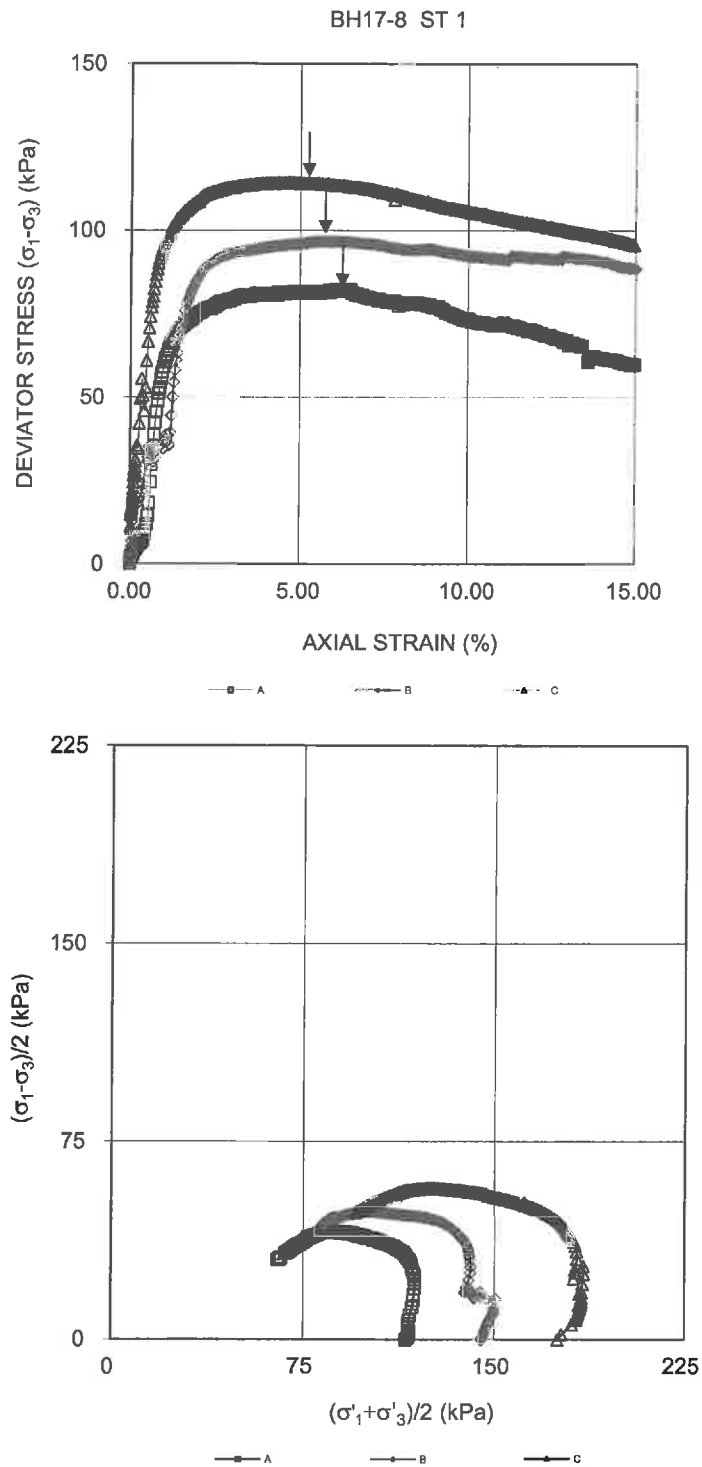 BH17-8 ST 1
DEVIATOR STRESS (σ₁-σ₃) (kPa)
150
100
50
0
0.00 5.00 10.00 15.00
AXIAL STRAIN (%)
A B C
(σ₁-σ₃)/2 (kPa)
225
150
75
0
0 75 150 225
(σ'₁+σ'₃)/2 (kPa)
A B C